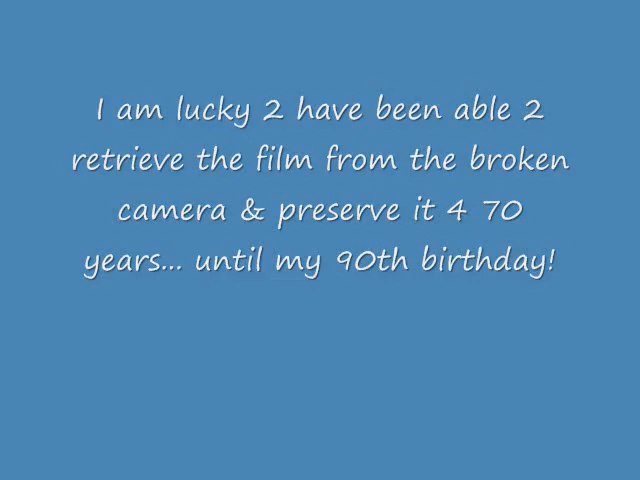 I am lucky 2 have been able 2
retrieve the film from the broken
camera & preserve it 4 70
years... until my 90th birthday!